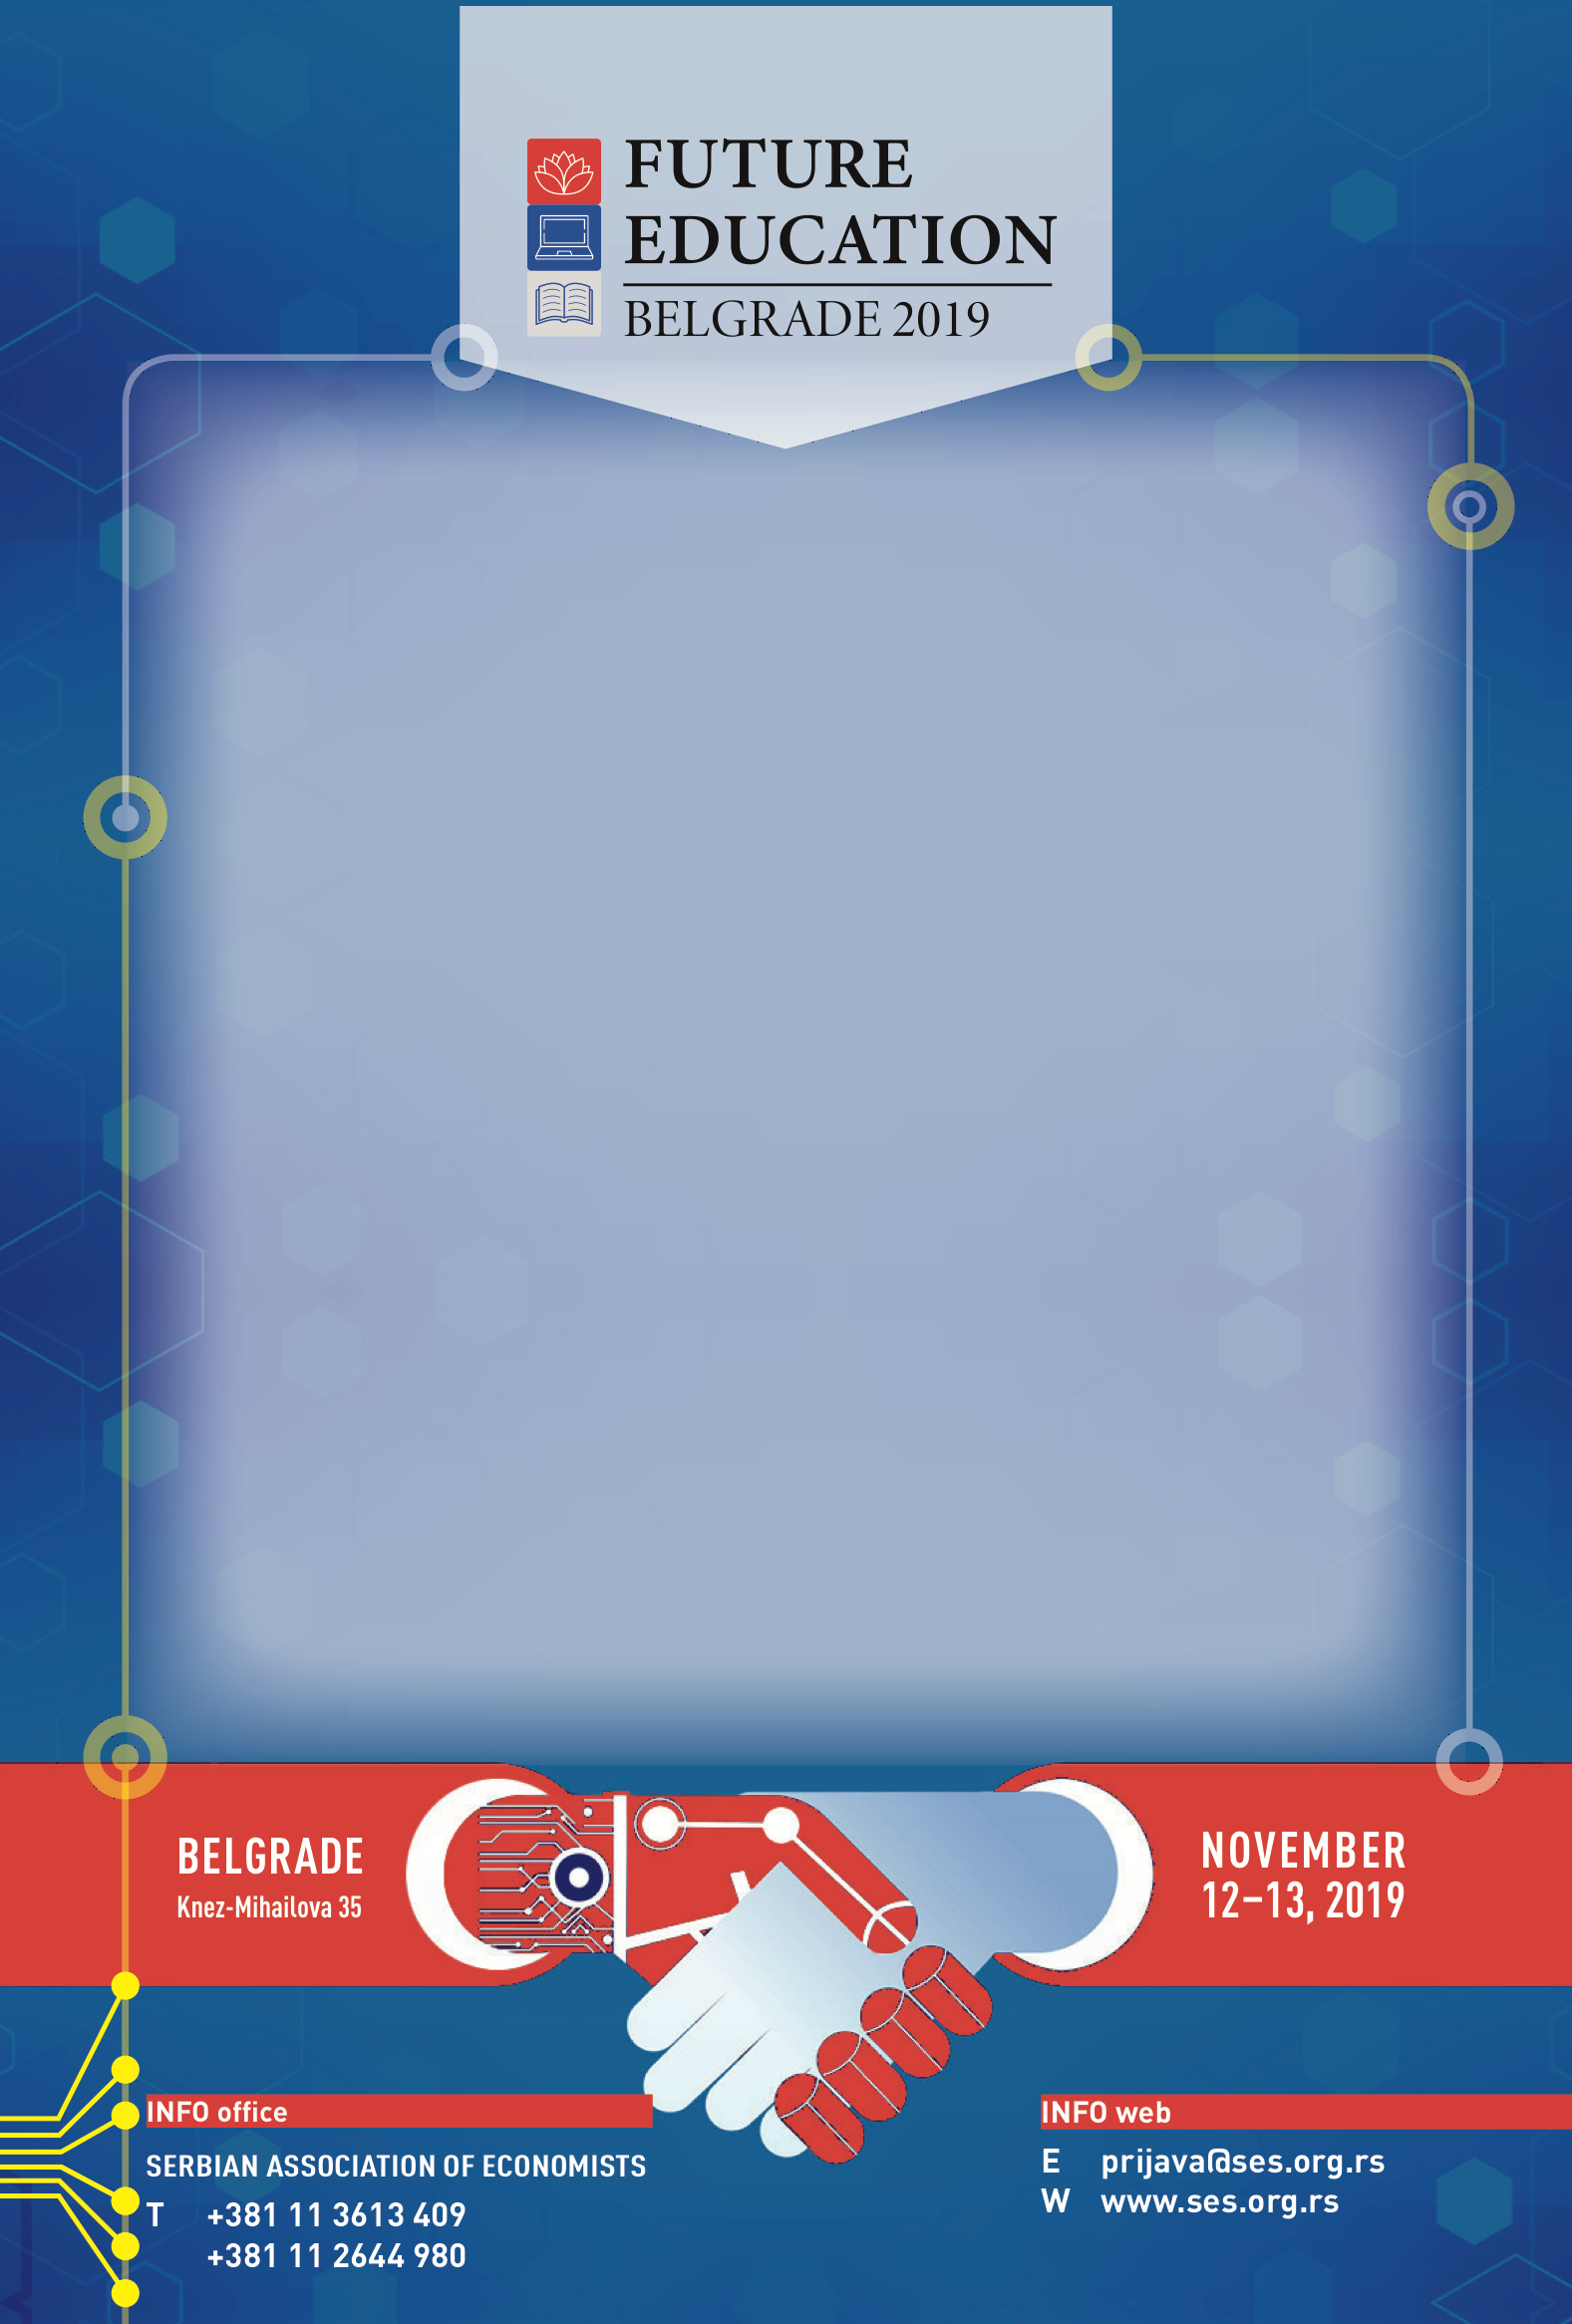 FUTURE
EDUCATION
BELGRADE 2019
BELGRADE
Knez-Mihailova 35
NOVEMBER
12–13, 2019
INFO office
SERBIAN ASSOCIATION OF ECONOMISTS
T +381 11 3613 409
+381 11 2644 980
INFO web
E prijava@ses.org.rs
W www.ses.org.rs